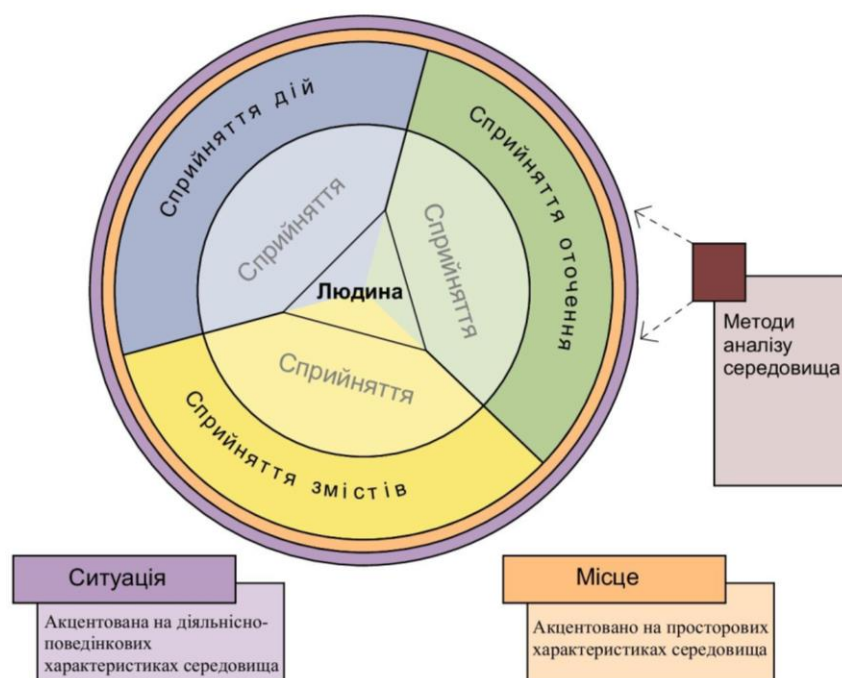 Сприйняття дій
Сприйняття оточення
Сприйняття
Сприйняття
Людина
Сприйняття
Сприйняття змістів
Методи
аналізу
середовища
Ситуація
Акцентована на діяльнісно-
поведінкових
характеристиках середовища
Місце
Акцентовано на просторових
характеристиках середовища